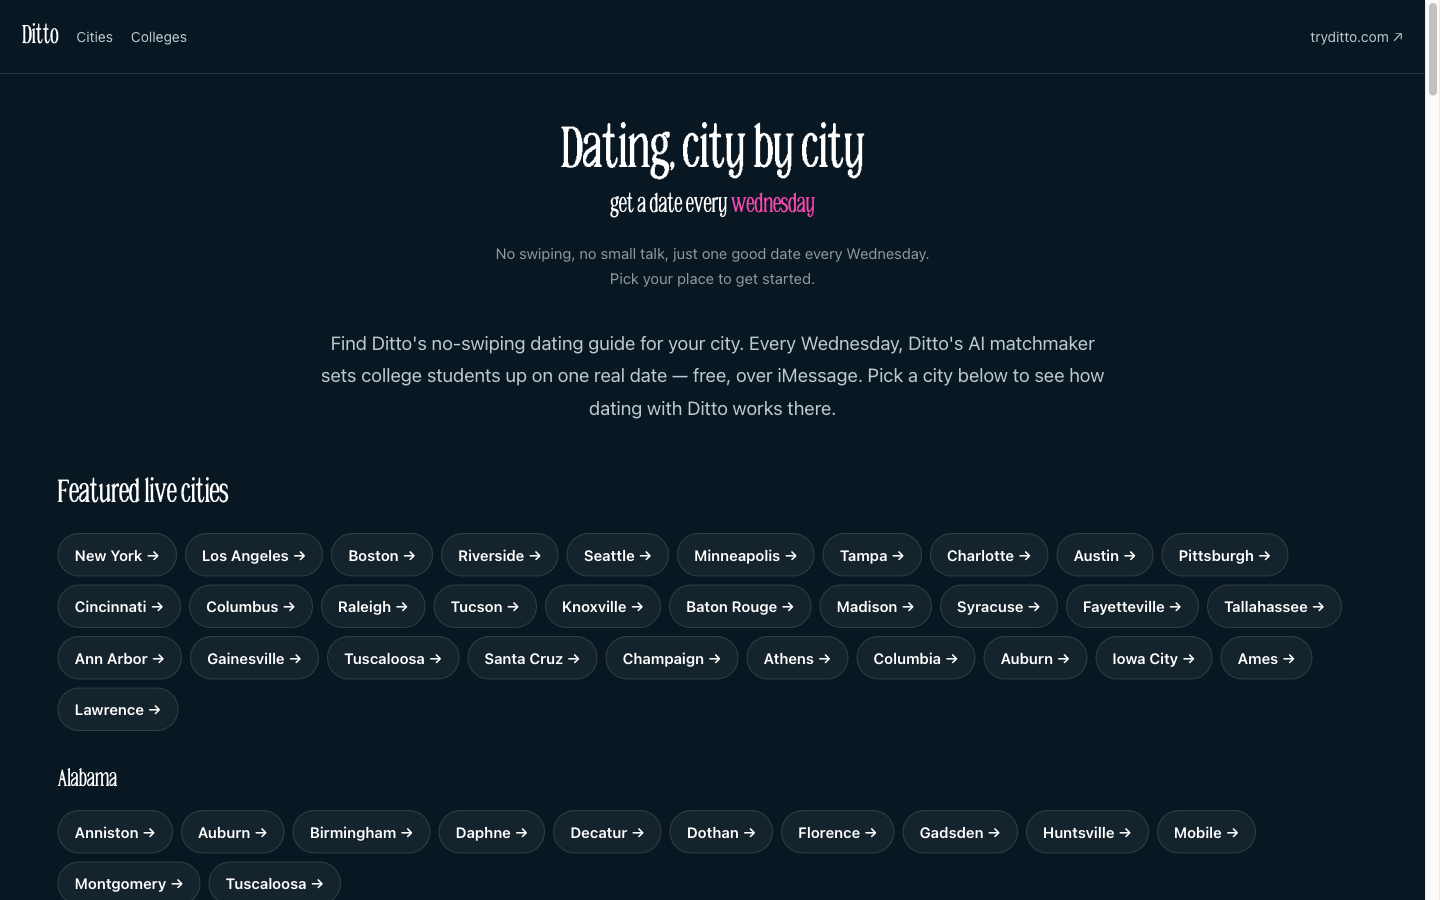 Ditto Cities Colleges tryditto.com ↗
Dating, city by city
get a date every wednesday
No swiping, no small talk, just one good date every Wednesday.
Pick your place to get started.
Find Ditto's no-swiping dating guide for your city. Every Wednesday, Ditto's AI matchmaker
sets college students up on one real date — free, over iMessage. Pick a city below to see how
dating with Ditto works there.
Featured live cities
New York → Los Angeles → Boston → Riverside → Seattle → Minneapolis → Tampa → Charlotte → Austin → Pittsburgh →
Cincinnati → Columbus → Raleigh → Tucson → Knoxville → Baton Rouge → Madison → Syracuse → Fayetteville → Tallahassee →
Ann Arbor → Gainesville → Tuscaloosa → Santa Cruz → Champaign → Athens → Columbia → Auburn → Iowa City → Ames →
Lawrence →
Alabama
Anniston → Auburn → Birmingham → Daphne → Decatur → Dothan → Florence → Gadsden → Huntsville → Mobile →
Montgomery → Tuscaloosa →